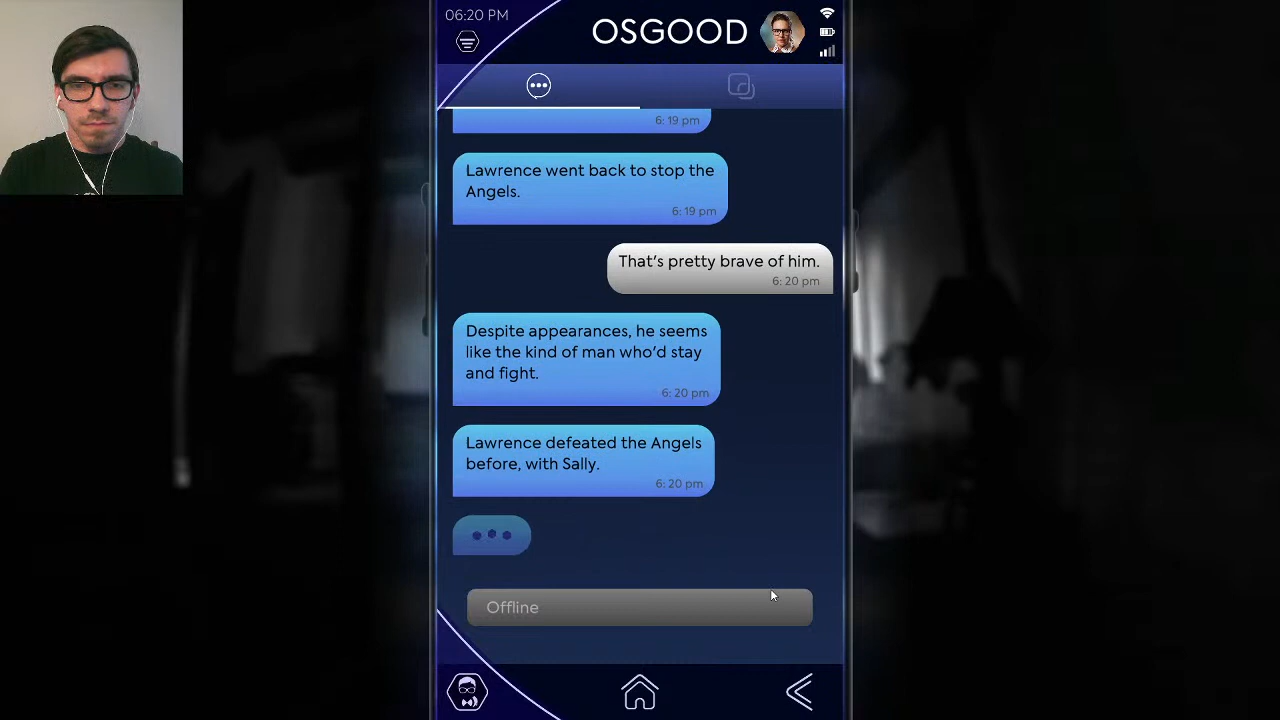 06:20 PM
OSGOOD
6: 19 pm
Lawrence went back to stop the
Angels.
6: 19 pm
That's pretty brave of him.
6: 20 pm
Despite appearances, he seems
like the kind of man who'd stay
and fight.
6: 20 pm
Lawrence defeated the Angels
before, with Sally.
6: 20 pm
Offline